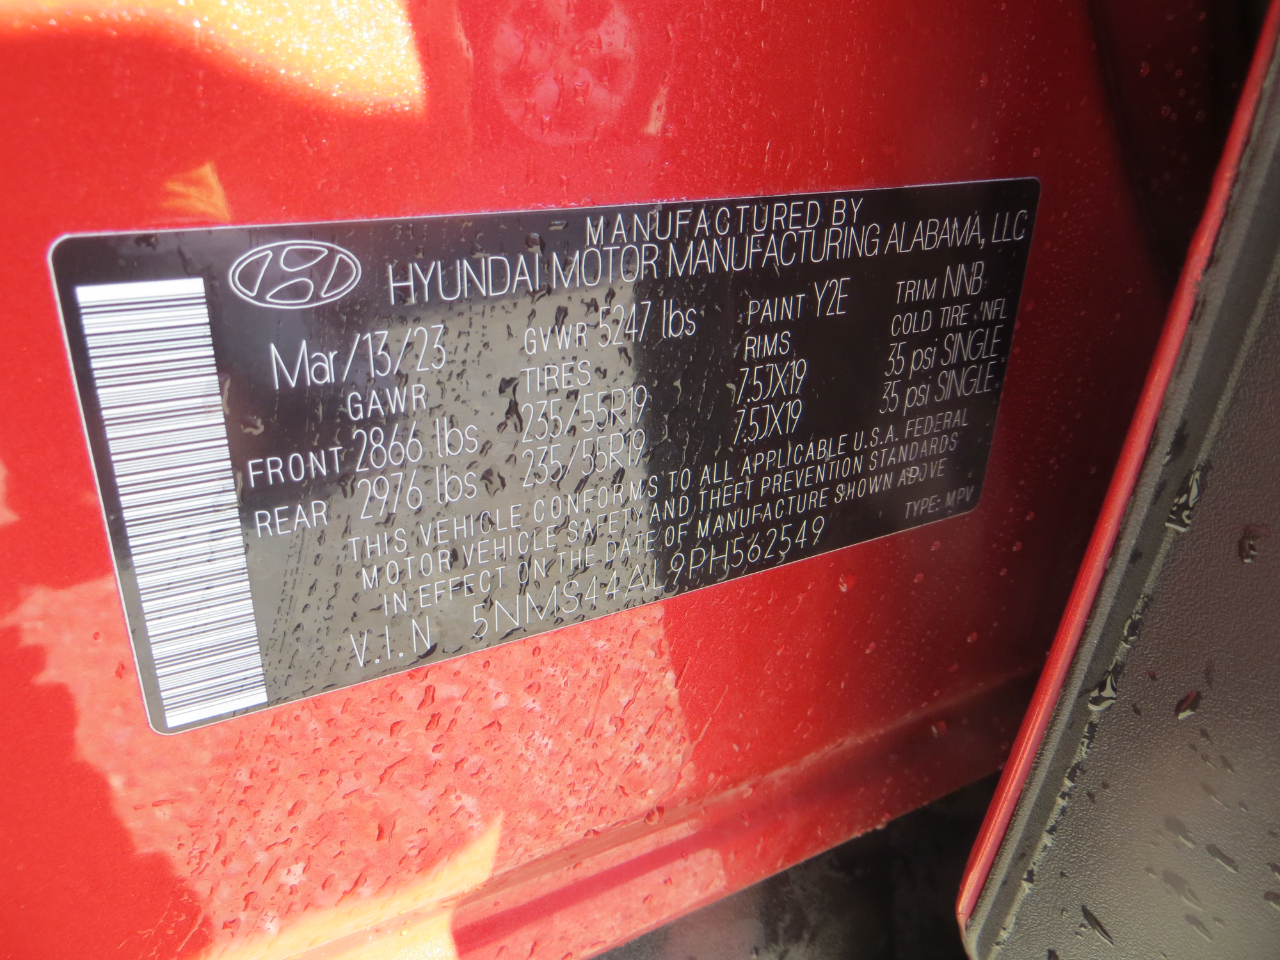 MANUFACTURED BY
HYUNDAI MOTOR MANUFACTURING ALABAMA, LLC
Mar/13/23 GVWR 5247 lbs PAINT Y2E TRIM NNB
GAWR TIRES RIMS COLD TIRE INFL
FRONT 2866 lbs 235/55R19 7.5JX19 35 psi SINGLE
REAR 2976 lbs 235/55R19 7.5JX19 35 psi SINGLE
THIS VEHICLE CONFORMS TO ALL APPLICABLE U.S.A. FEDERAL
MOTOR VEHICLE SAFETY AND THEFT PREVENTION STANDARDS
IN EFFECT ON THE DATE OF MANUFACTURE SHOWN ABOVE
V.I.N 5NMS44AL9PH562549 TYPE: MPV